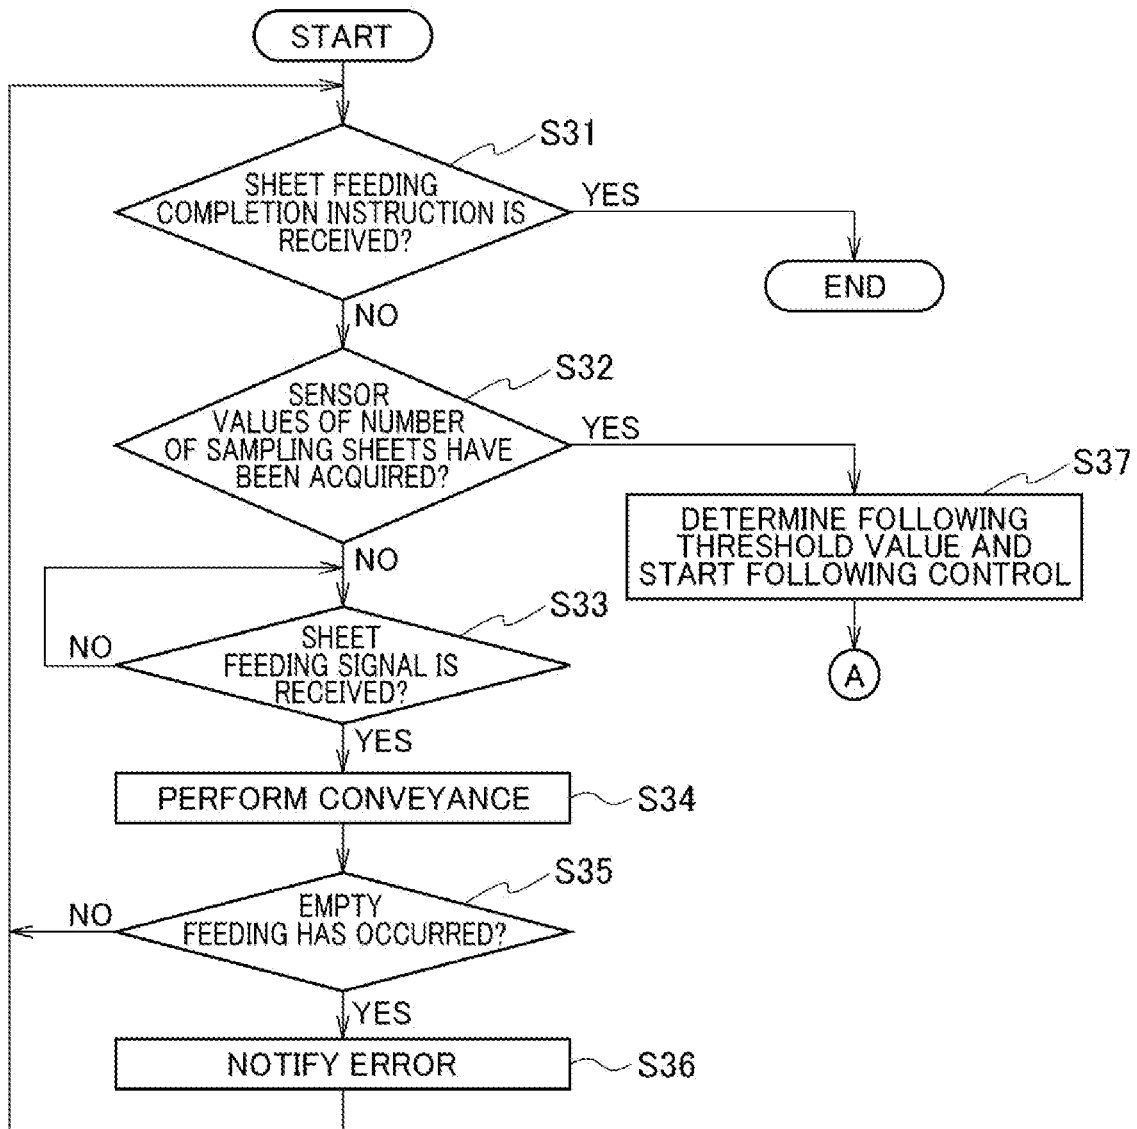 START
S31
SHEET FEEDING
COMPLETION INSTRUCTION IS
RECEIVED?
YES
END
NO
S32
SENSOR
VALUES OF NUMBER
OF SAMPLING SHEETS HAVE
BEEN ACQUIRED?
YES
S37
DETERMINE FOLLOWING
THRESHOLD VALUE AND
START FOLLOWING CONTROL
A
NO
S33
SHEET
FEEDING SIGNAL IS
RECEIVED?
NO
YES
PERFORM CONVEYANCE
S34
S35
EMPTY
FEEDING HAS OCCURRED?
NO
YES
NOTIFY ERROR
S36